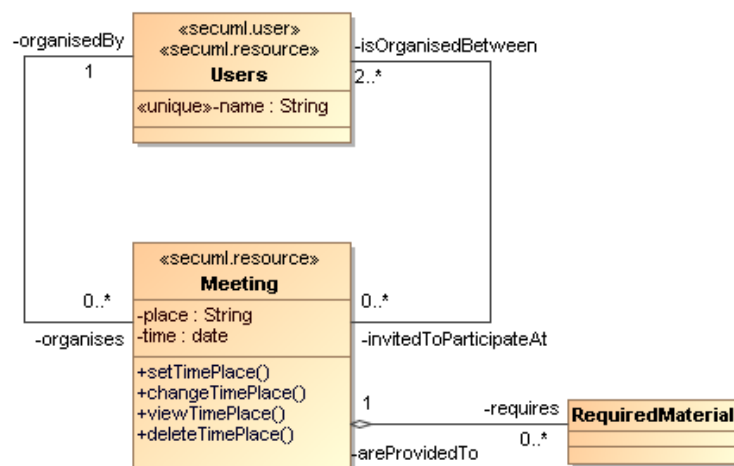 «secuml.user»
-organisedBy
«secuml.resource»
-isOrganisedBetween
1
Users
2..*
«unique»-name : String
«secuml.resource»
Meeting
0..*
-place : String
0..*
-organises
-time : date
-invitedToParticipateAt
+setTimePlace()
+changeTimePlace()
+viewTimePlace()
+deleteTimePlace()
1
-requires
RequiredMaterial
0..*
-areProvidedTo